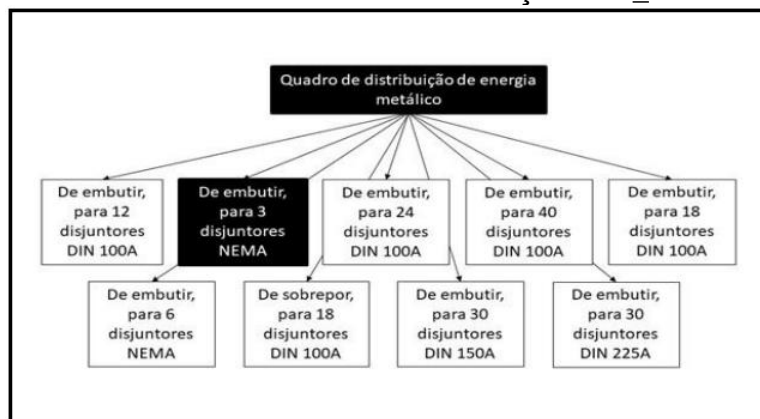 Quadro de distribuição de energia
metálico
De embutir,
para 12
disjuntores
DIN 100A
De embutir,
para 3
disjuntores
NEMA
De embutir,
para 24
disjuntores
DIN 100A
De embutir,
para 40
disjuntores
DIN 100A
De embutir,
para 18
disjuntores
DIN 100A
De embutir,
para 6
disjuntores
NEMA
De sobrepor,
para 18
disjuntores
DIN 100A
De embutir,
para 30
disjuntores
DIN 150A
De embutir,
para 30
disjuntores
DIN 225A